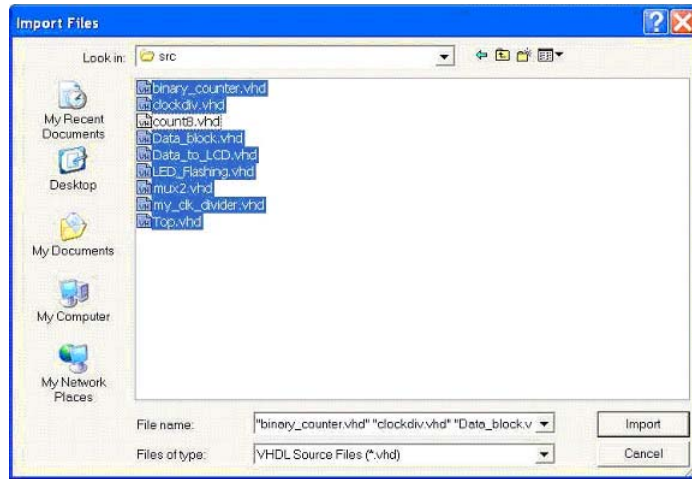 Import Files
Look in: src
binary_counter.vhd
clockdiv.vhd
count8.vhd
Data_block.vhd
Data_to_LCD.vhd
LED_Flashing.vhd
mux2.vhd
my_clk_divider.vhd
Top.vhd
My Recent
Documents
Desktop
My Documents
My Computer
My Network
Places
File name: "binary_counter.vhd" "clockdiv.vhd" "Data_block.v Import
Files of type: VHDL Source Files (*.vhd) Cancel